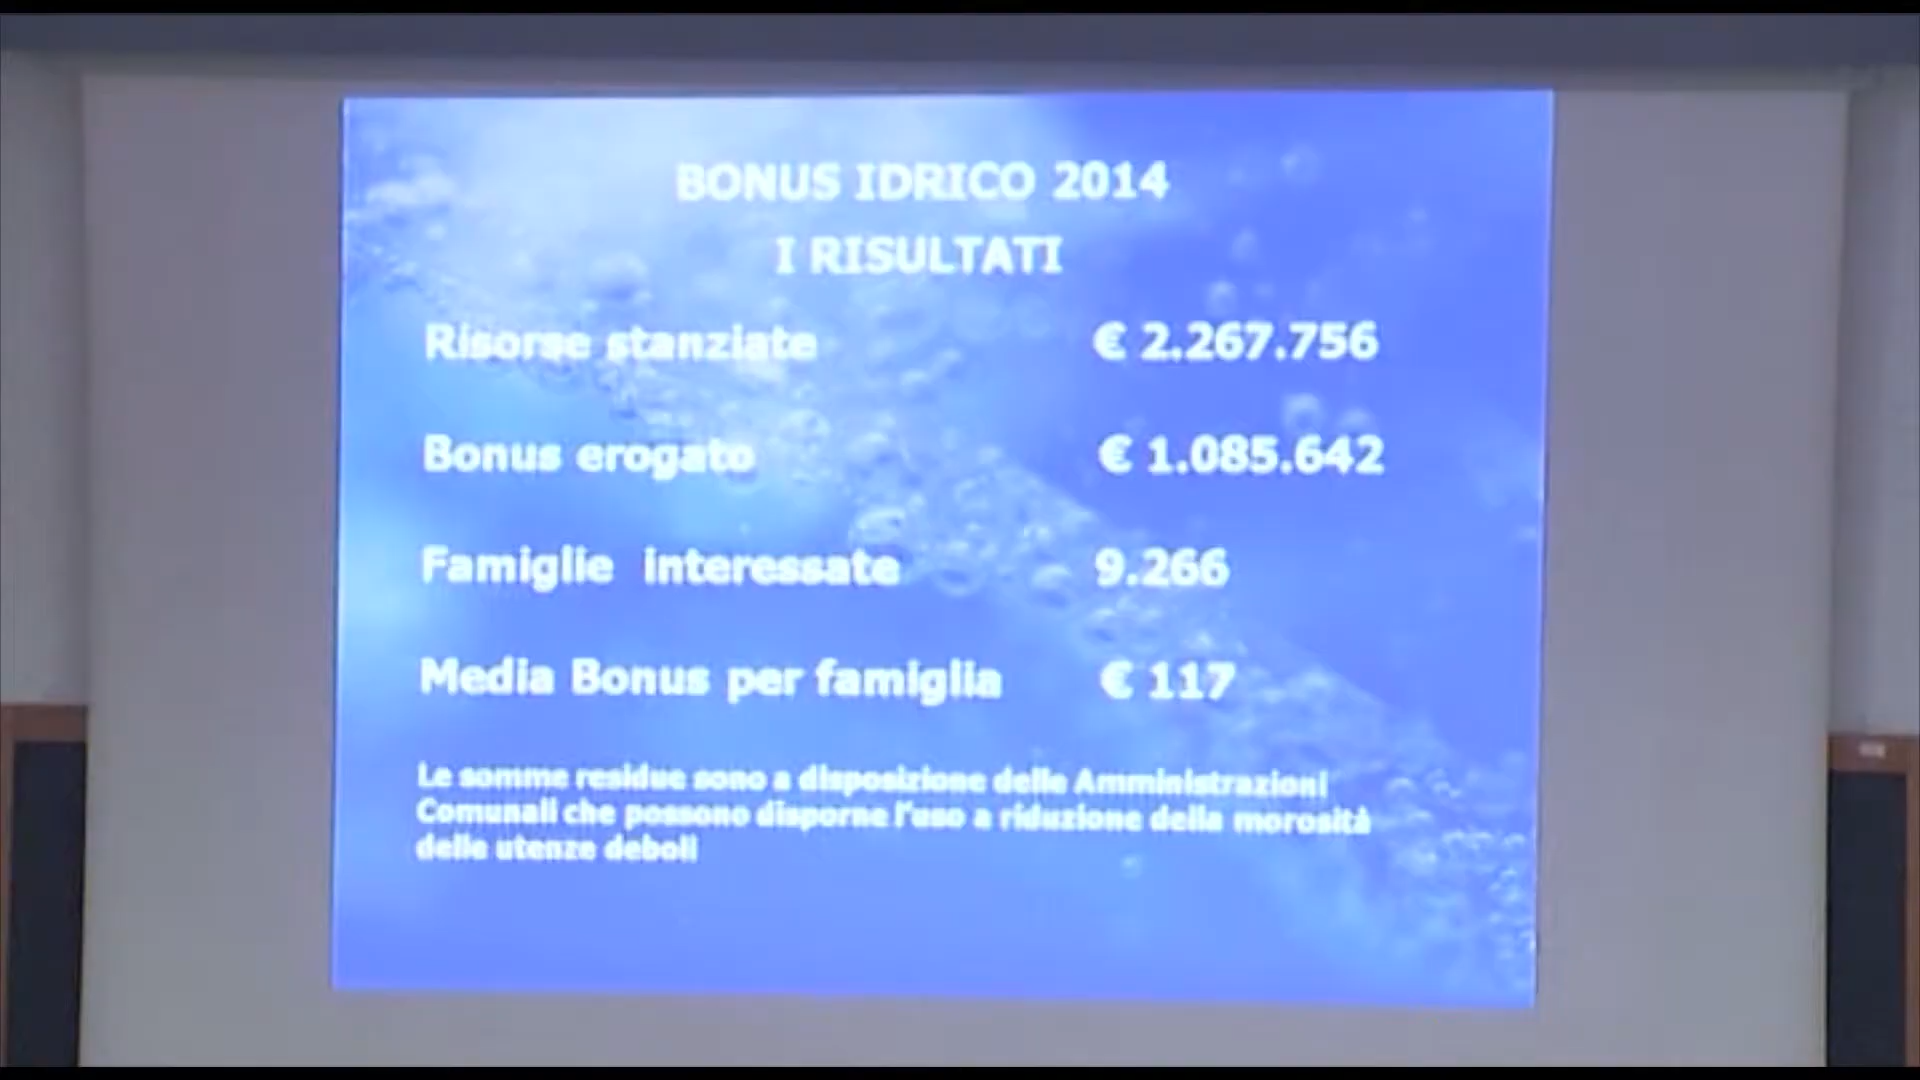 BONUS IDRICO 2014
I RISULTATI
Risorse stanziate € 2.267.756
Bonus erogato € 1.085.642
Famiglie interessate 9.266
Media Bonus per famiglia € 117
Le somme residue sono a disposizione delle Amministrazioni
Comunali che possono disporne l'uso a riduzione della morosità
delle utenze deboli